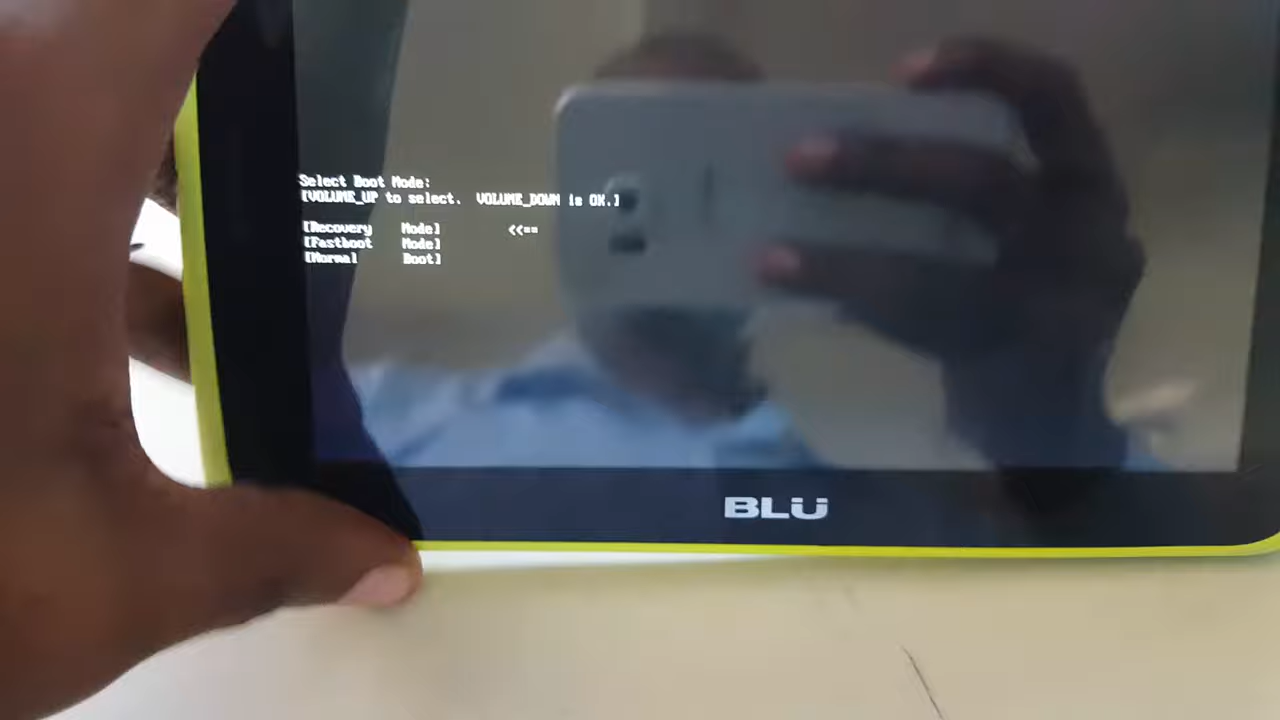 Select Boot Mode:
[VOLUME_UP to select.  VOLUME_DOWN is OK.]
[Recovery    Mode]         <<==
[Fastboot    Mode]
[Normal      Boot]
BLU